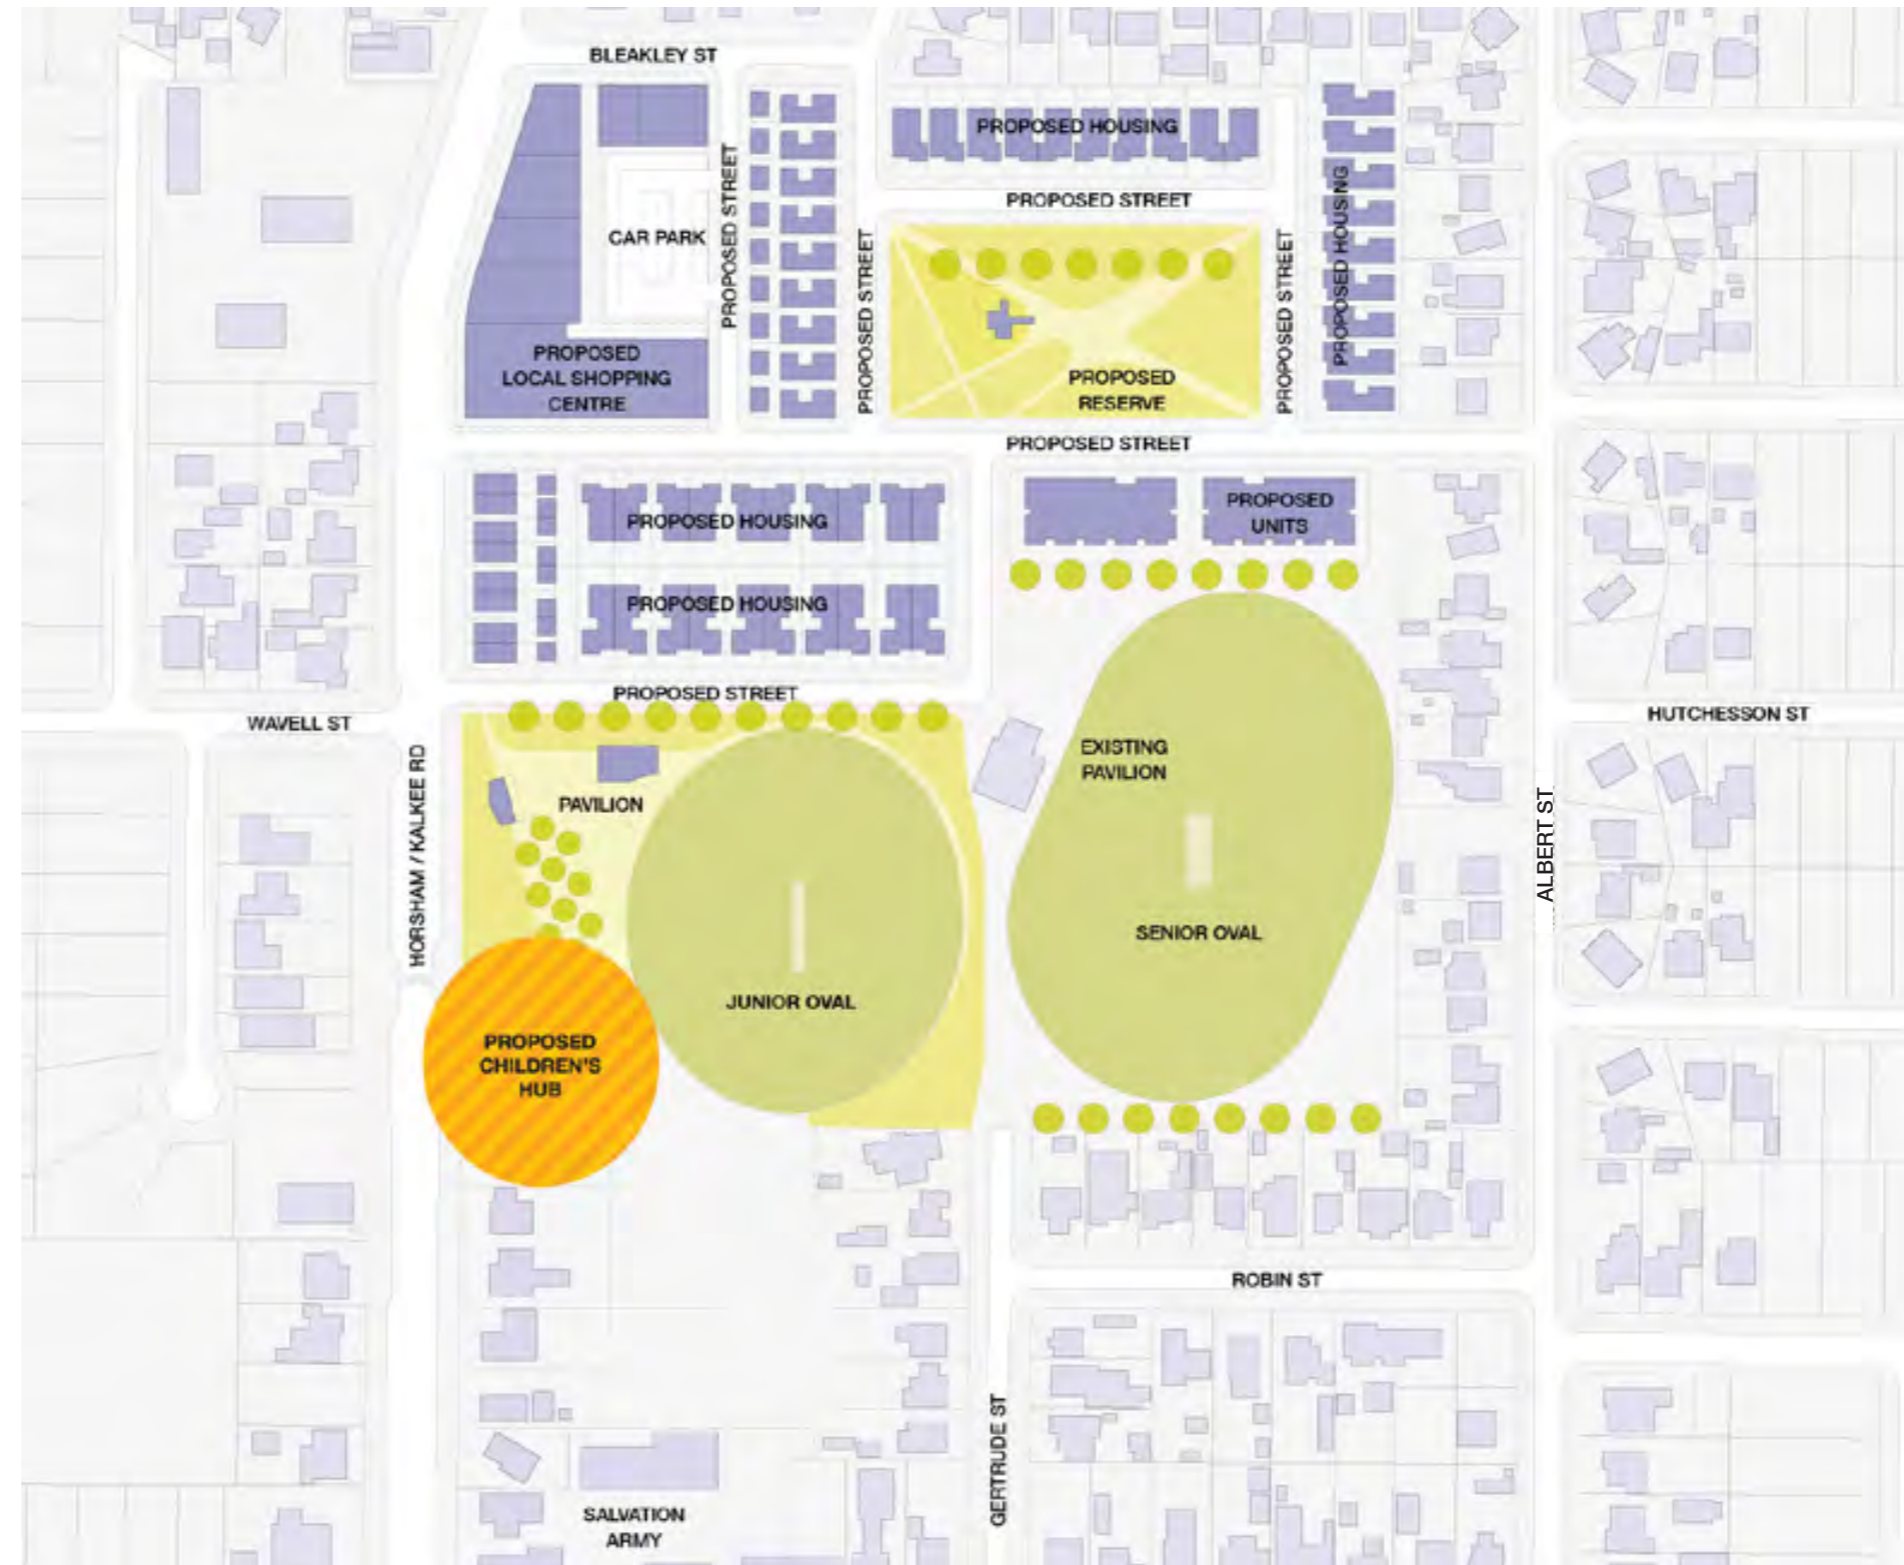 BLEAKLEY ST
PROPOSED HOUSING
PROPOSED STREET
CAR PARK
PROPOSED STREET
PROPOSED STREET
PROPOSED STREET
PROPOSED HOUSING
PROPOSED
LOCAL SHOPPING
CENTRE
PROPOSED
RESERVE
PROPOSED STREET
PROPOSED HOUSING
PROPOSED
UNITS
PROPOSED HOUSING
PROPOSED STREET
WAVELL ST
HUTCHESSON ST
HORSHAM / KALKEE RD
PAVILION
EXISTING
PAVILION
ALBERT ST
SENIOR OVAL
JUNIOR OVAL
PROPOSED
CHILDREN'S
HUB
ROBIN ST
GERTRUDE ST
SALVATION
ARMY